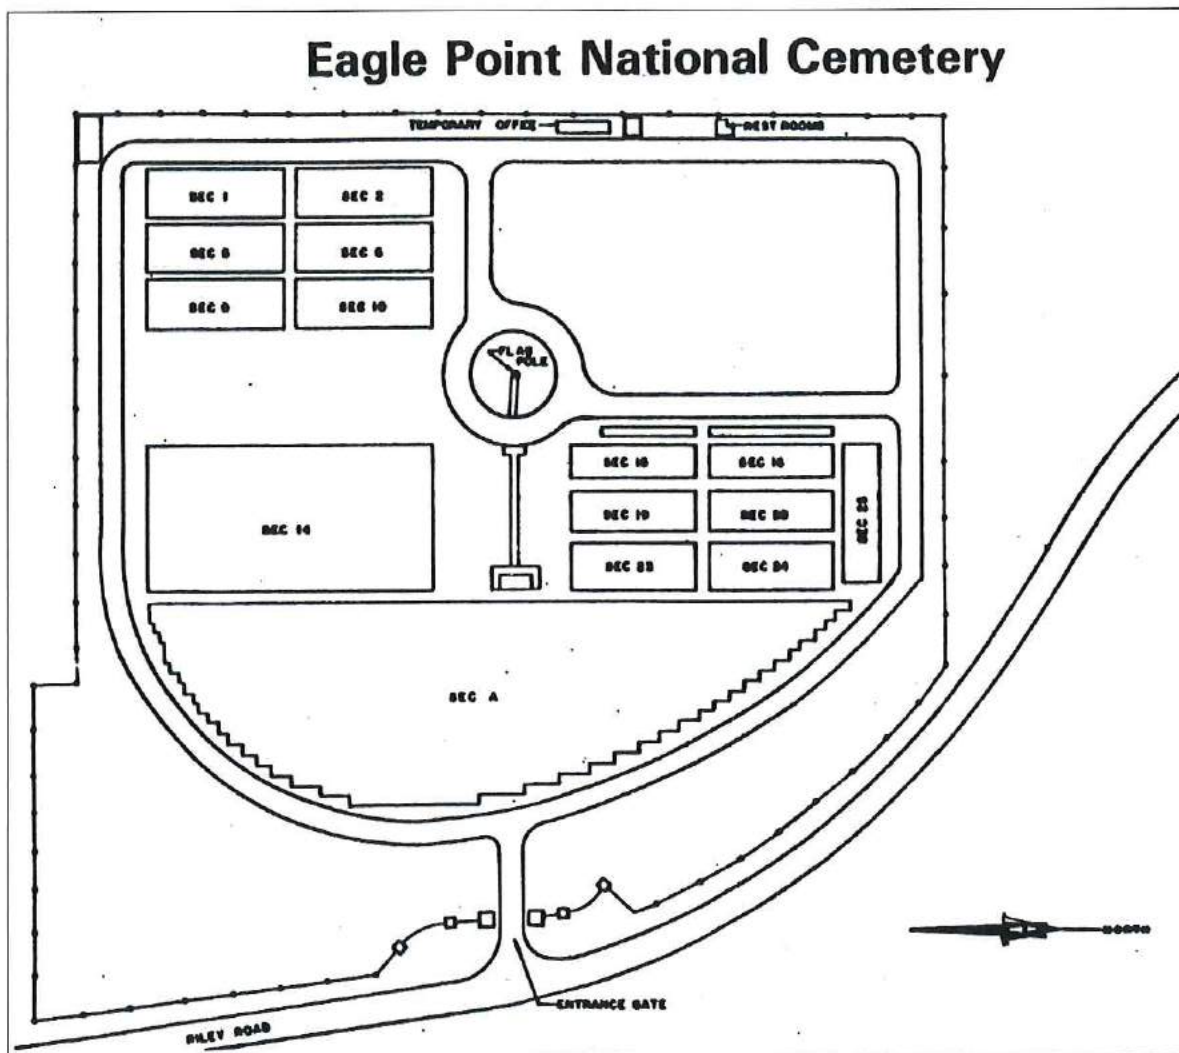 Eagle Point National Cemetery
TEMPORARY OFFICE
REST ROOMS
SEC 1
SEC 2
SEC 5
SEC 6
SEC 9
SEC 10
FLAG
POLE
SEC 15
SEC 16
SEC 14
SEC 19
SEC 20
SEC 25
SEC 23
SEC 24
SEC A
NORTH
ENTRANCE GATE
RILEY ROAD